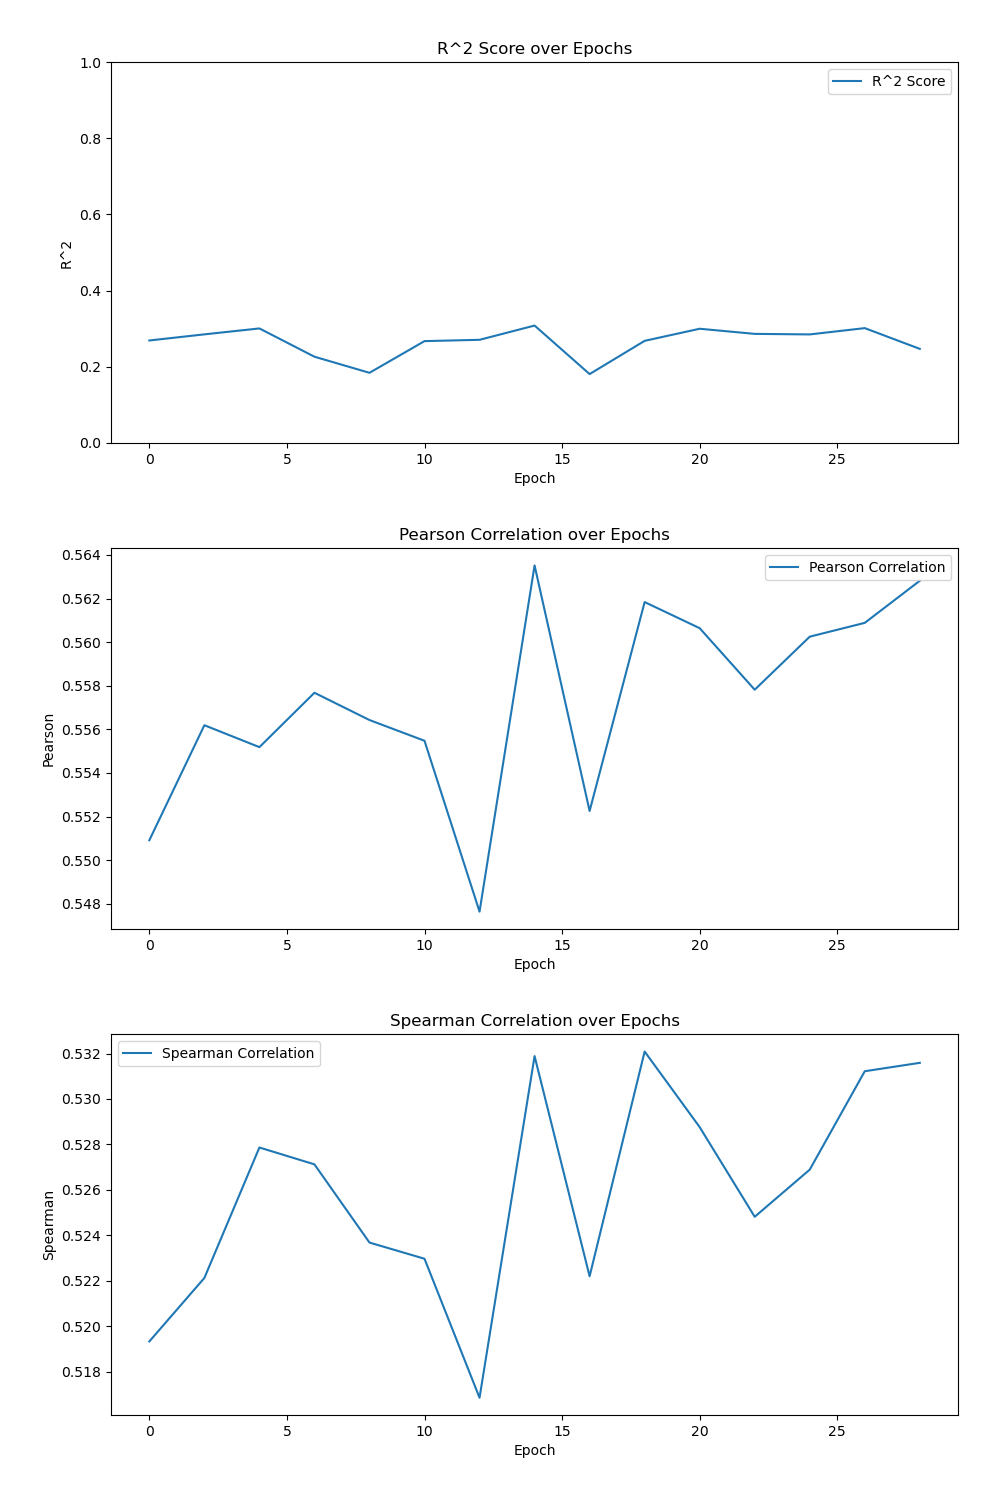 R^2 Score over Epochs
1.0
R^2 Score
0.8
0.6
R^2
0.4
0.2
0.0
0 5 10 15 20 25
Epoch
Pearson Correlation over Epochs
0.564
Pearson Correlation
0.562
0.560
0.558
0.556
Pearson
0.554
0.552
0.550
0.548
0 5 10 15 20 25
Epoch
Spearman Correlation over Epochs
0.532
Spearman Correlation
0.530
0.528
0.526
Spearman
0.524
0.522
0.520
0.518
0 5 10 15 20 25
Epoch